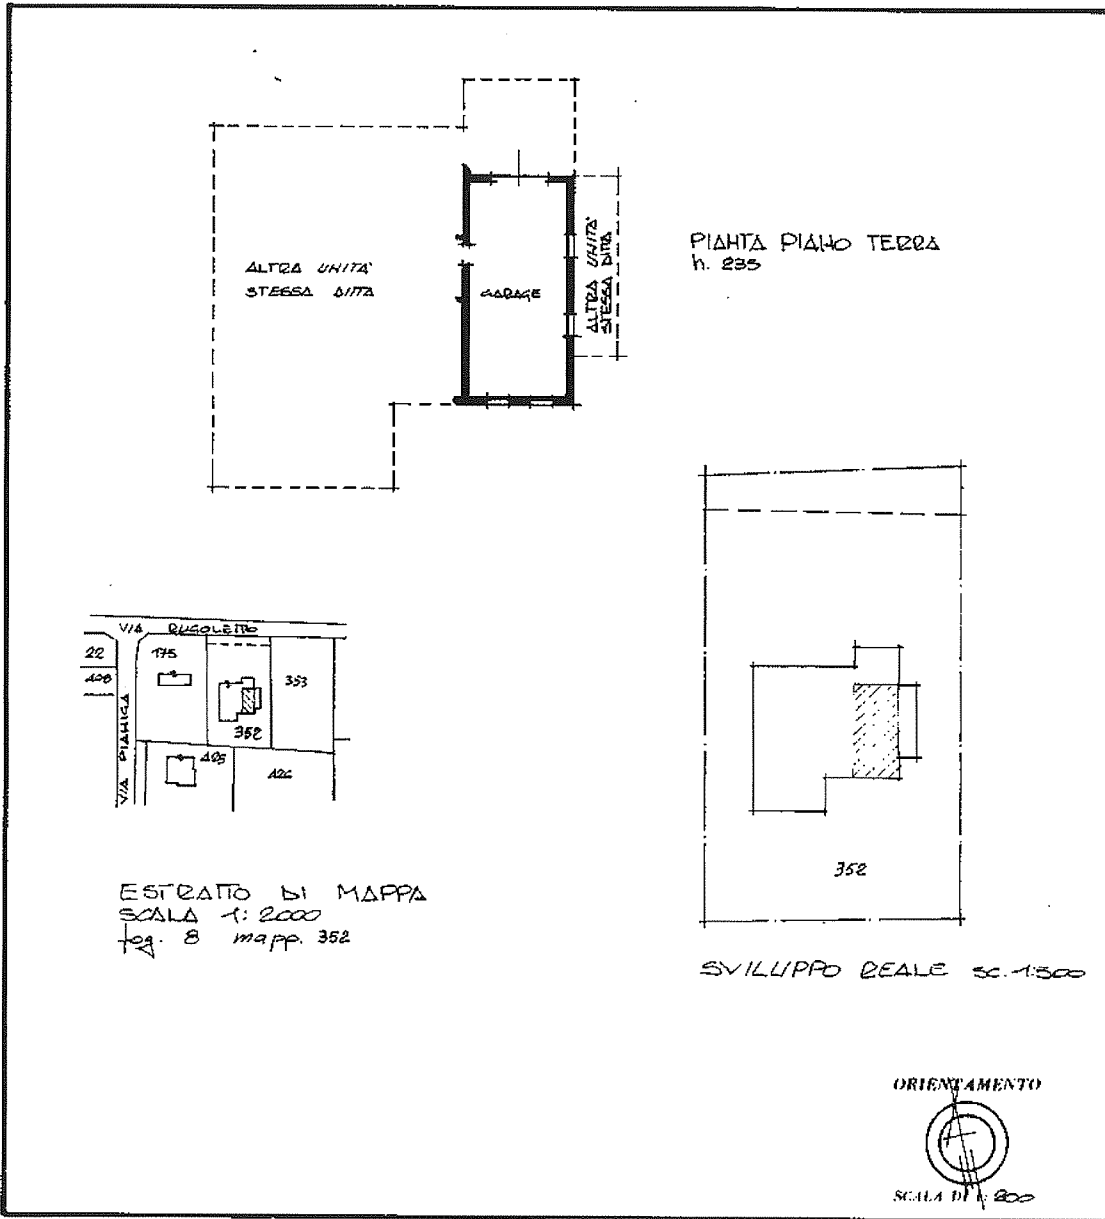 PIANTA PIANO TERRA
h. 235
ALTRA UNITA'
STESSA DITTA
GARAGE
ALTRA UNITA'
STESSA DITTA
VIA RUGOLETTO
22
175
353
352
VIA PIANIGA
425
426
ESTRATTO DI MAPPA
SCALA 1:2000
fog. 8 mapp. 352
352
SVILUPPO REALE SC. 1:500
ORIENTAMENTO
SCALA DI 1: 200